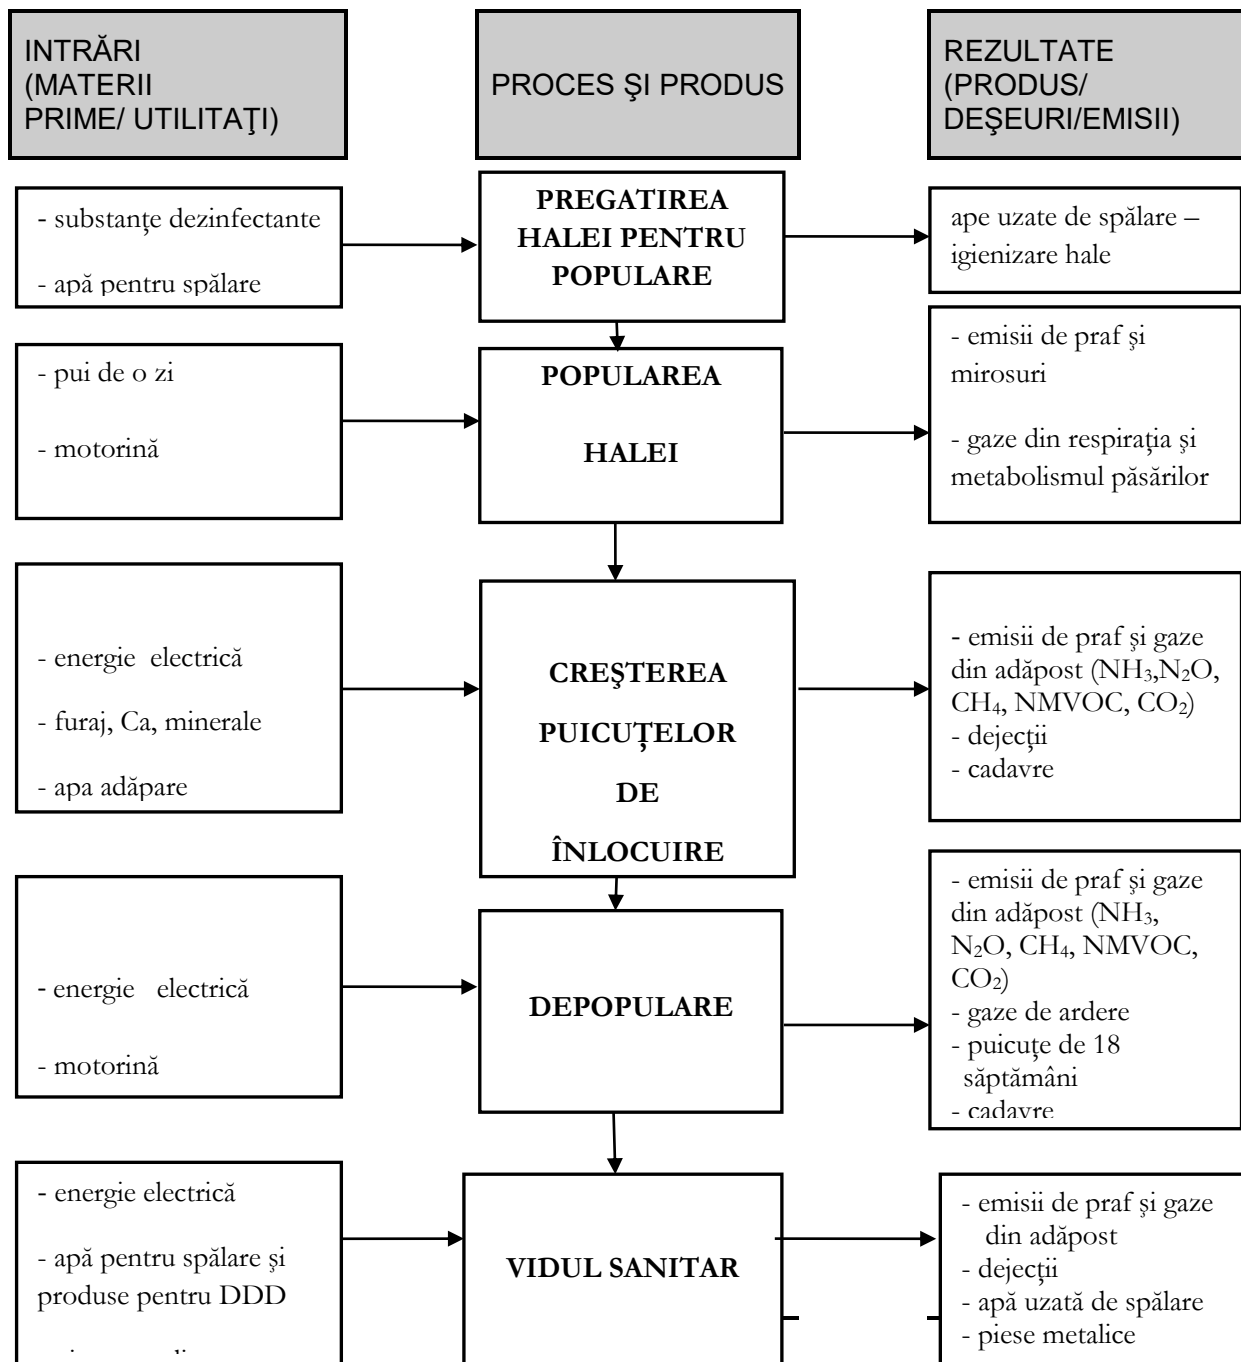 INTRĂRI
(MATERII
PRIME/ UTILITAŢI)
PROCES ŞI PRODUS
REZULTATE
(PRODUS/
DEŞEURI/EMISII)
- substanţe dezinfectante
- apă pentru spălare
PREGATIREA
HALEI PENTRU
POPULARE
ape uzate de spălare –
igienizare hale
- pui de o zi
- motorină
POPULAREA
HALEI
- emisii de praf şi
mirosuri
- gaze din respiraţia şi
metabolismul păsărilor
- energie electrică
- furaj, Ca, minerale
- apa adăpare
CREŞTEREA
PUICUȚELOR
DE
ÎNLOCUIRE
- emisii de praf şi gaze
din adăpost (NH₃,N₂O,
CH₄, NMVOC, CO₂)
- dejecţii
- cadavre
- energie electrică
- motorină
DEPOPULARE
- emisii de praf şi gaze
din adăpost (NH₃,
N₂O, CH₄, NMVOC,
CO₂)
- gaze de ardere
- puicuţe de 18
săptămâni
- cadavre
- energie electrică
- apă pentru spălare şi
produse pentru DDD
VIDUL SANITAR
- emisii de praf şi gaze
din adăpost
- dejecţii
- apă uzată de spălare
- piese metalice